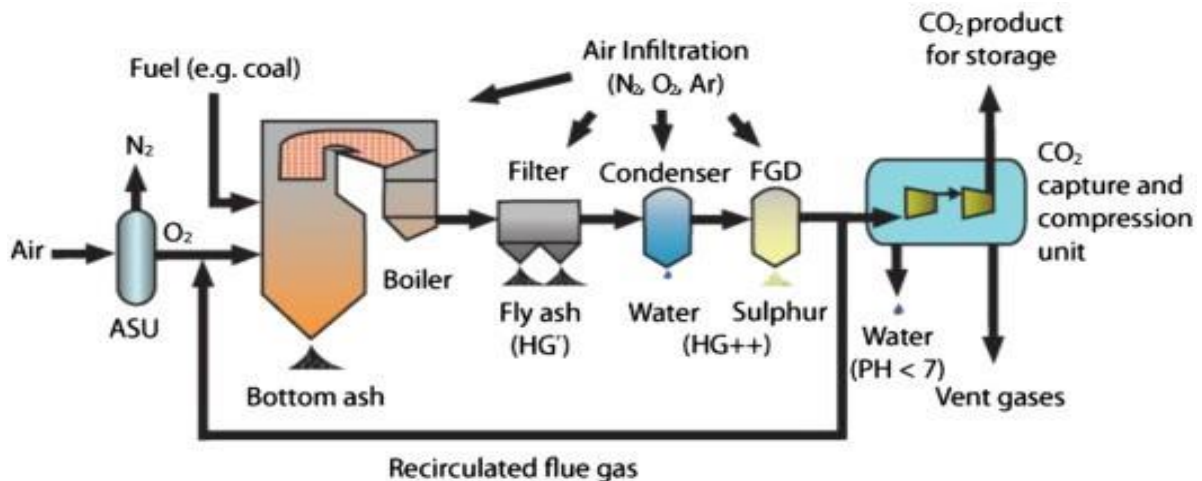 CO₂ product
for storage
Air Infiltration
(N₂, O₂, Ar)
Fuel (e.g. coal)
N₂
Filter
Condenser
FGD
CO₂
capture and
compression
unit
Air
O₂
ASU
Boiler
Fly ash
(HG')
Water
Sulphur
(HG++)
Bottom ash
Water
(PH < 7)
Vent gases
Recirculated flue gas